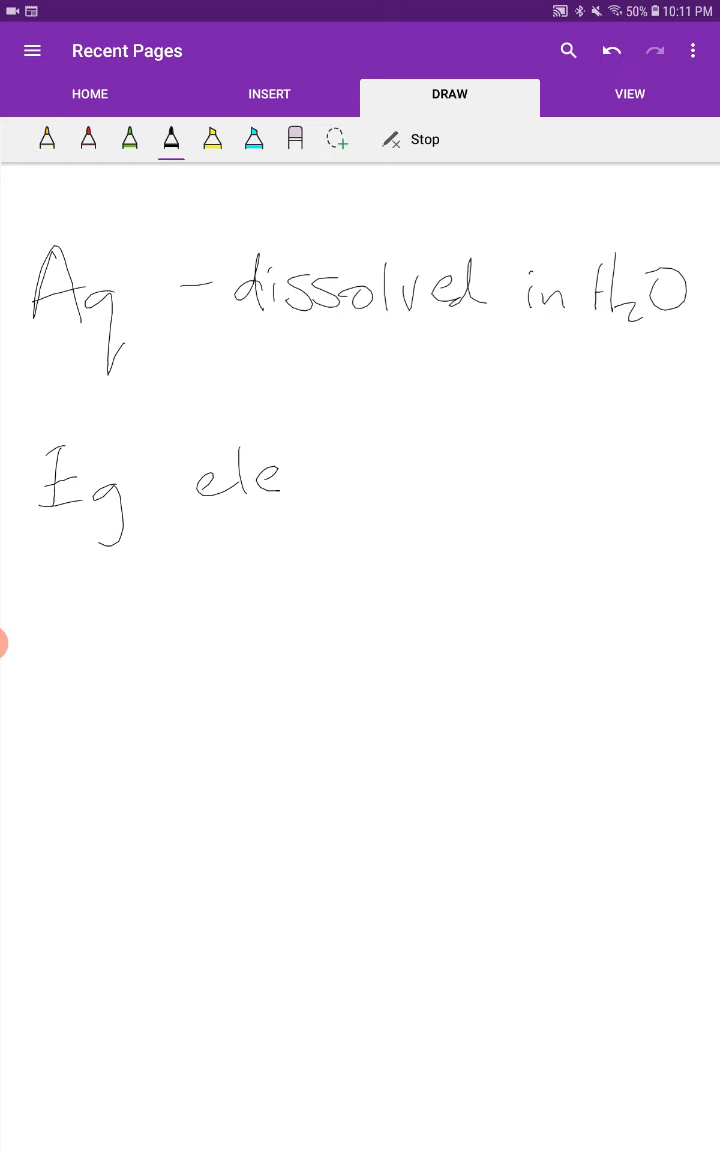 50% 10:11 PM
Recent Pages
HOME INSERT DRAW VIEW
Stop
Aq - dissolved in H2O
Eg ele